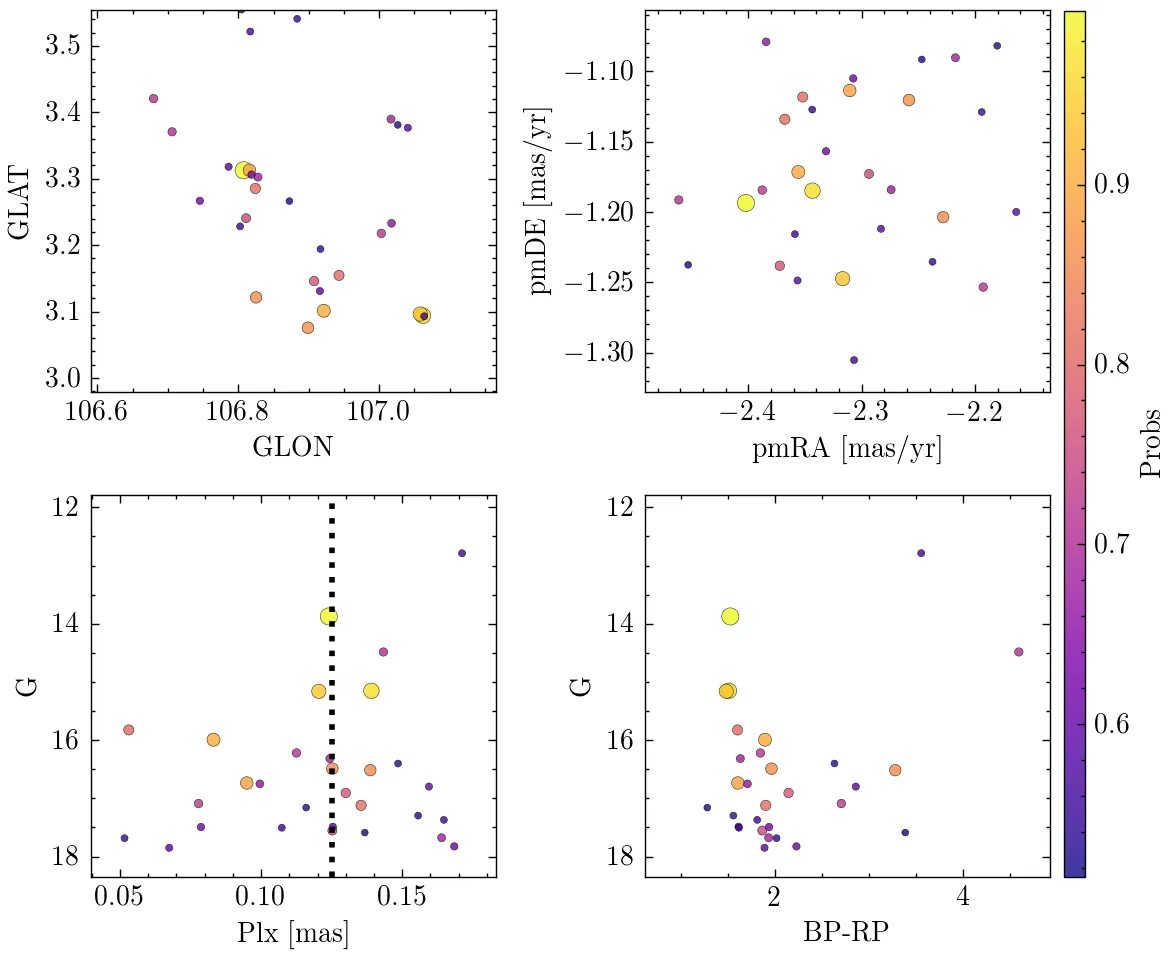 3.5
3.4
3.3
3.2
3.1
3.0
GLAT
106.6 106.8 107.0
GLON
−1.10
−1.15
−1.20
−1.25
−1.30
pmDE [mas/yr]
−2.4 −2.3 −2.2
pmRA [mas/yr]
12
14
16
18
G
0.05 0.10 0.15
Plx [mas]
12
14
16
18
G
2 4
BP-RP
0.9
0.8
0.7
0.6
Probs